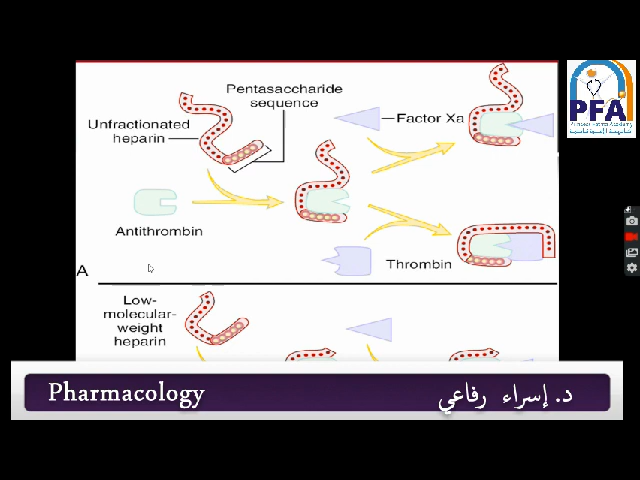 Pentasaccharide
sequence
Factor Xa
Unfractionated
heparin
Antithrombin
Thrombin
A
Low-
molecular-
weight
heparin
PFA
Pharmacology
د. إسراء رفاعي